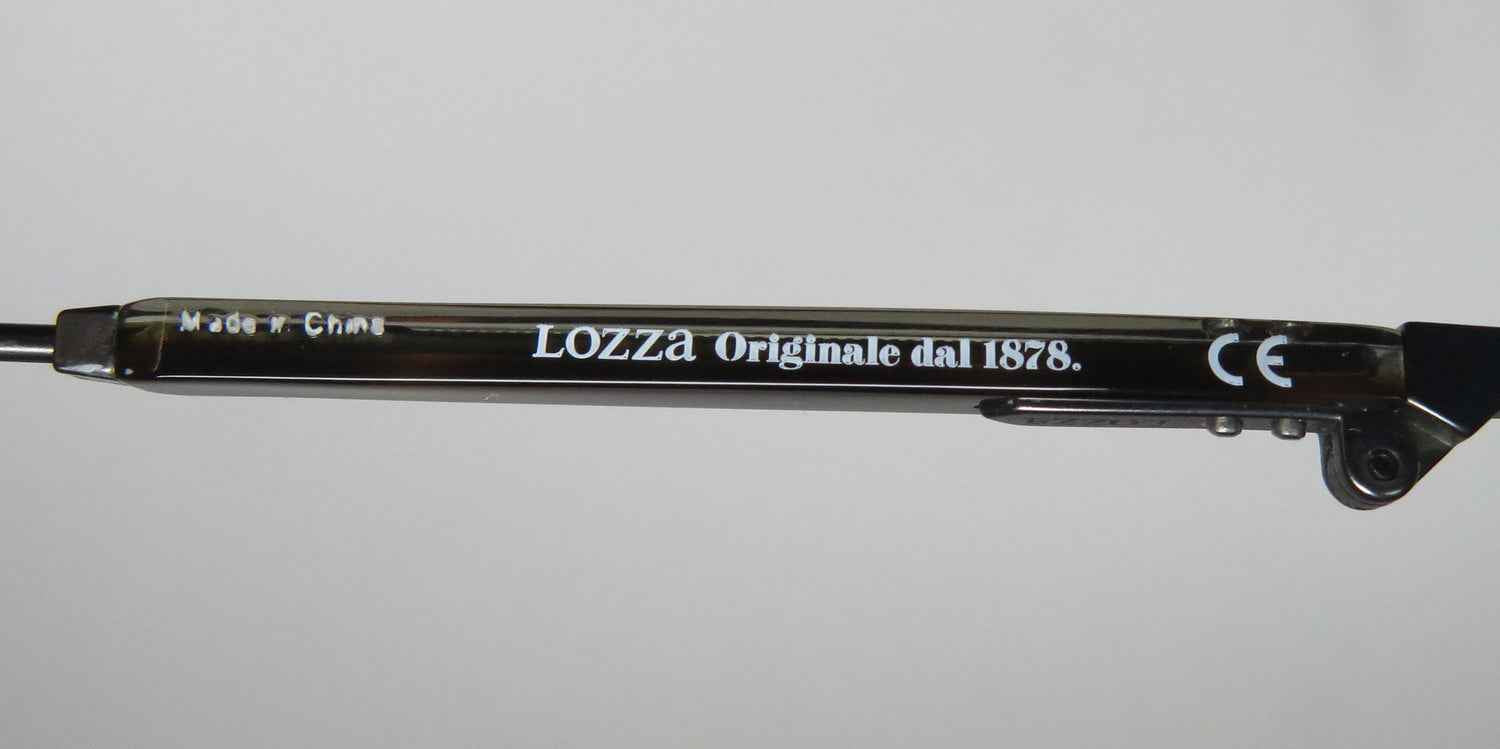 Made in China
LOZZa Originale dal 1878.
CE